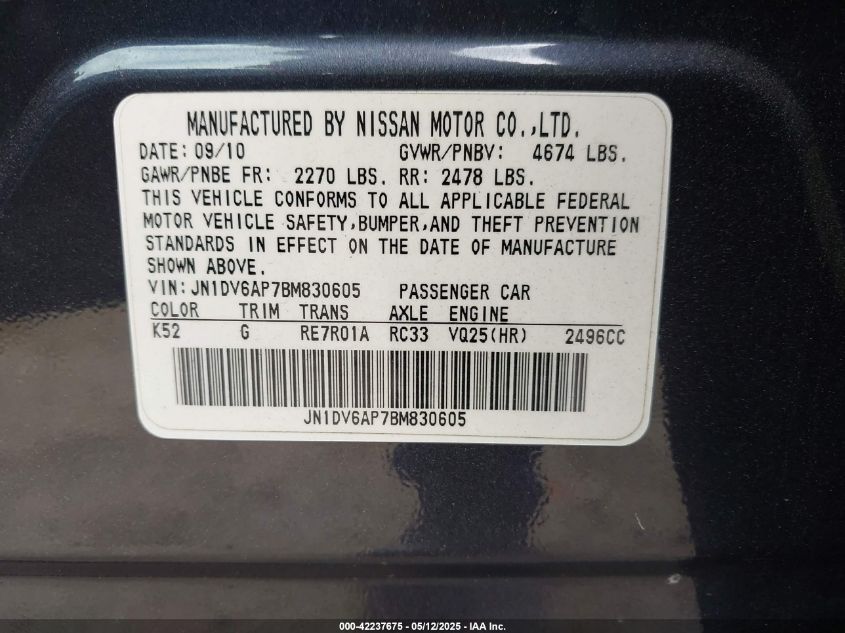 MANUFACTURED BY NISSAN MOTOR CO.,LTD.
DATE: 09/10 GVWR/PNBV: 4674 LBS.
GAWR/PNBE FR: 2270 LBS. RR: 2478 LBS.
THIS VEHICLE CONFORMS TO ALL APPLICABLE FEDERAL
MOTOR VEHICLE SAFETY,BUMPER,AND THEFT PREVENTION
STANDARDS IN EFFECT ON THE DATE OF MANUFACTURE
SHOWN ABOVE.
VIN:JN1DV6AP7BM830605 PASSENGER CAR
COLOR TRIM TRANS AXLE ENGINE
K52 G RE7R01A RC33 VQ25(HR) 2496CC
JN1DV6AP7BM830605
000-42237675 - 05/12/2025 - IAA Inc.